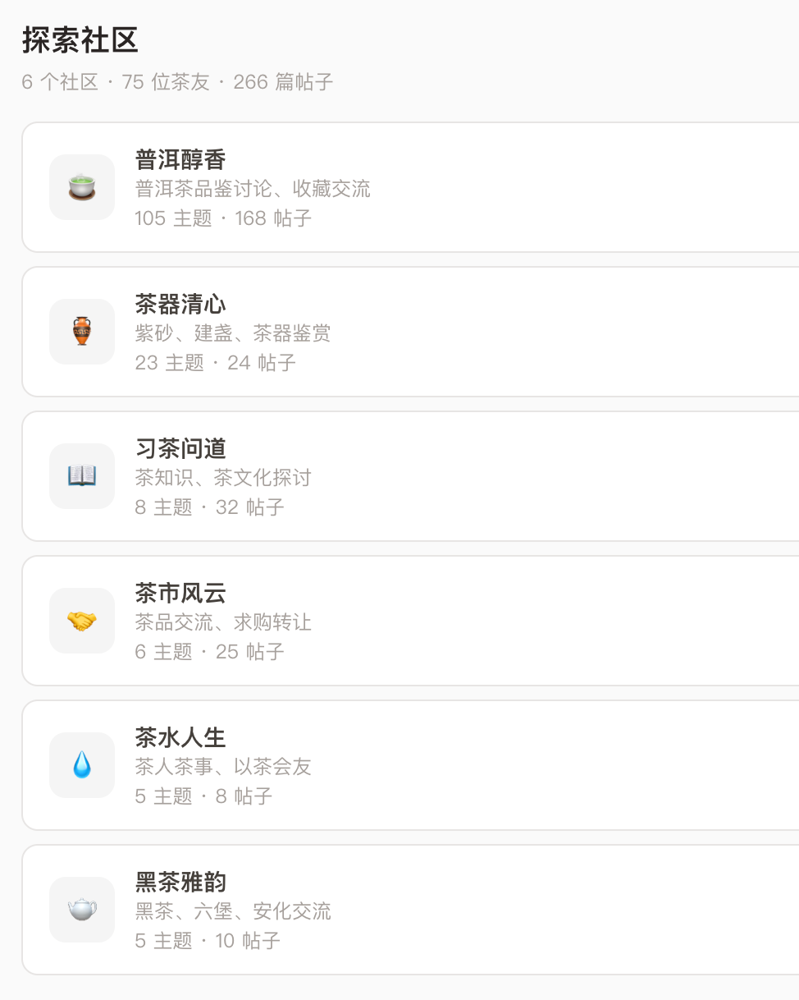 探索社区
6 个社区 · 75 位茶友 · 266 篇帖子
普洱醇香
普洱茶品鉴讨论、收藏交流
105 主题 · 168 帖子
茶器清心
紫砂、建盏、茶器鉴赏
23 主题 · 24 帖子
习茶问道
茶知识、茶文化探讨
8 主题 · 32 帖子
茶市风云
茶品交流、求购转让
6 主题 · 25 帖子
茶水人生
茶人茶事、以茶会友
5 主题 · 8 帖子
黑茶雅韵
黑茶、六堡、安化交流
5 主题 · 10 帖子